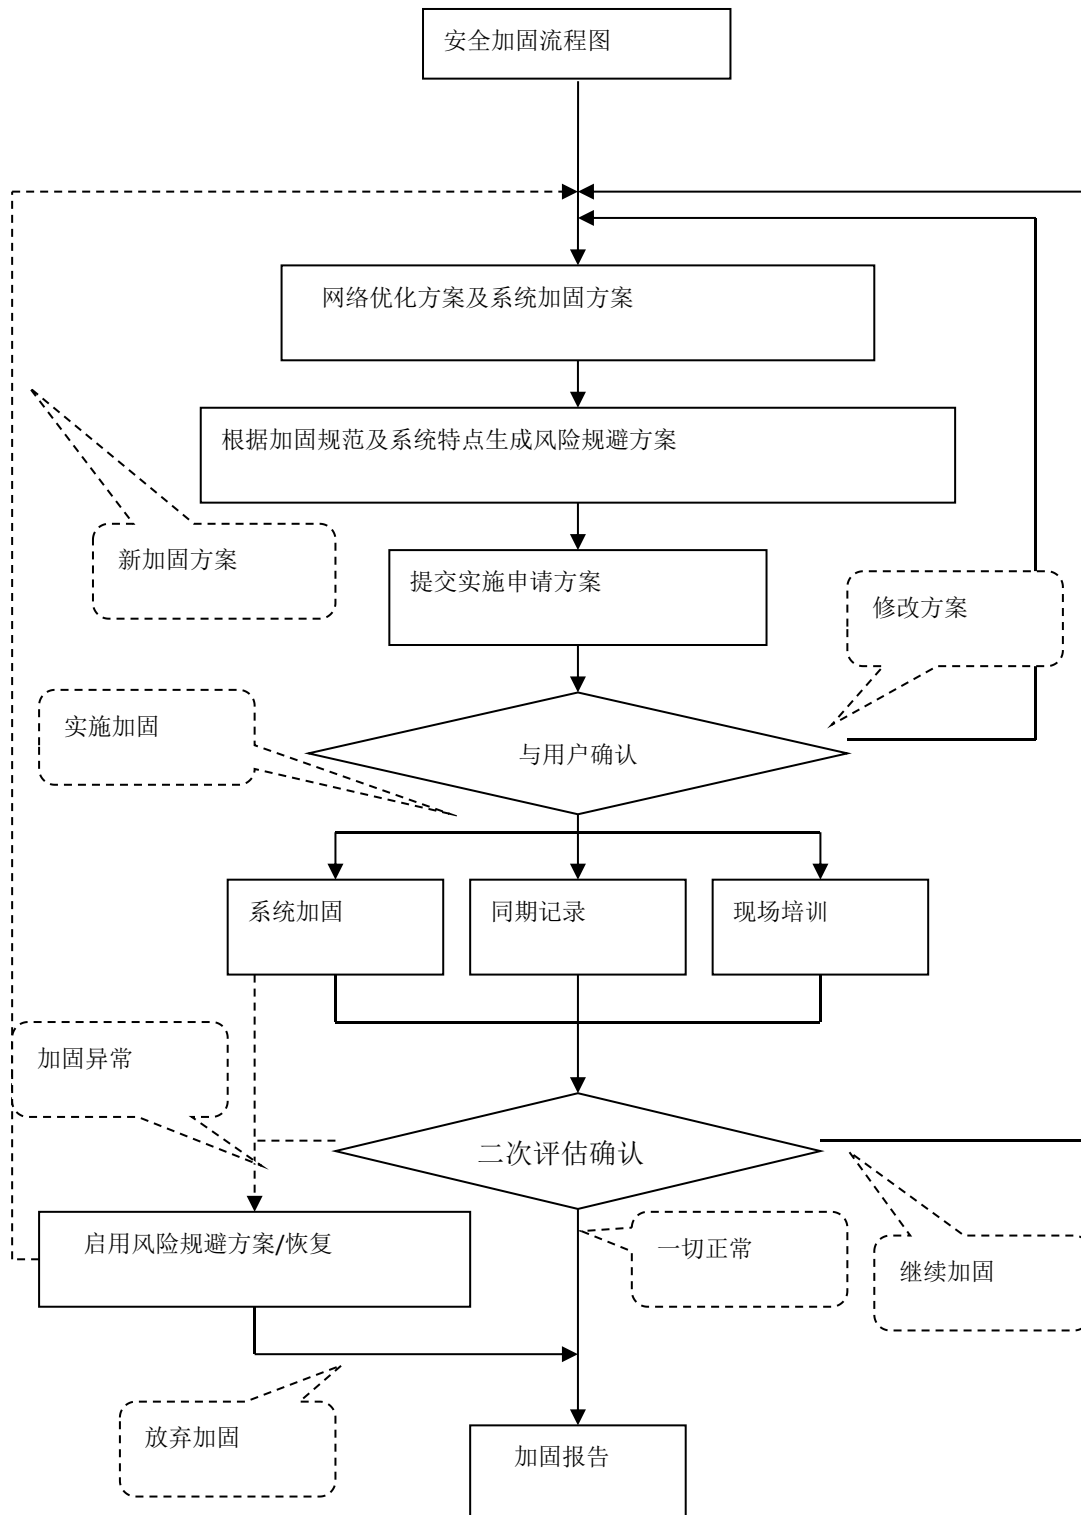 安全加固流程图
网络优化方案及系统加固方案
根据加固规范及系统特点生成风险规避方案
新加固方案
提交实施申请方案
修改方案
实施加固
与用户确认
系统加固
同期记录
现场培训
加固异常
二次评估确认
启用风险规避方案/恢复
一切正常
继续加固
放弃加固
加固报告